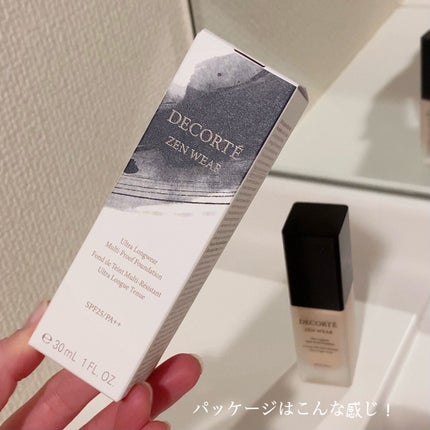 DECORTÉ
ZEN WEAR
Ultra Longwear
Multi-Proof Foundation
Fond de Teint Multi-Résistant
Ultra Longue Tenue
SPF25/PA++
℮ 30 mL 1 FL. OZ.
DECORTÉ
ZEN WEAR
パッケージはこんな感じ！